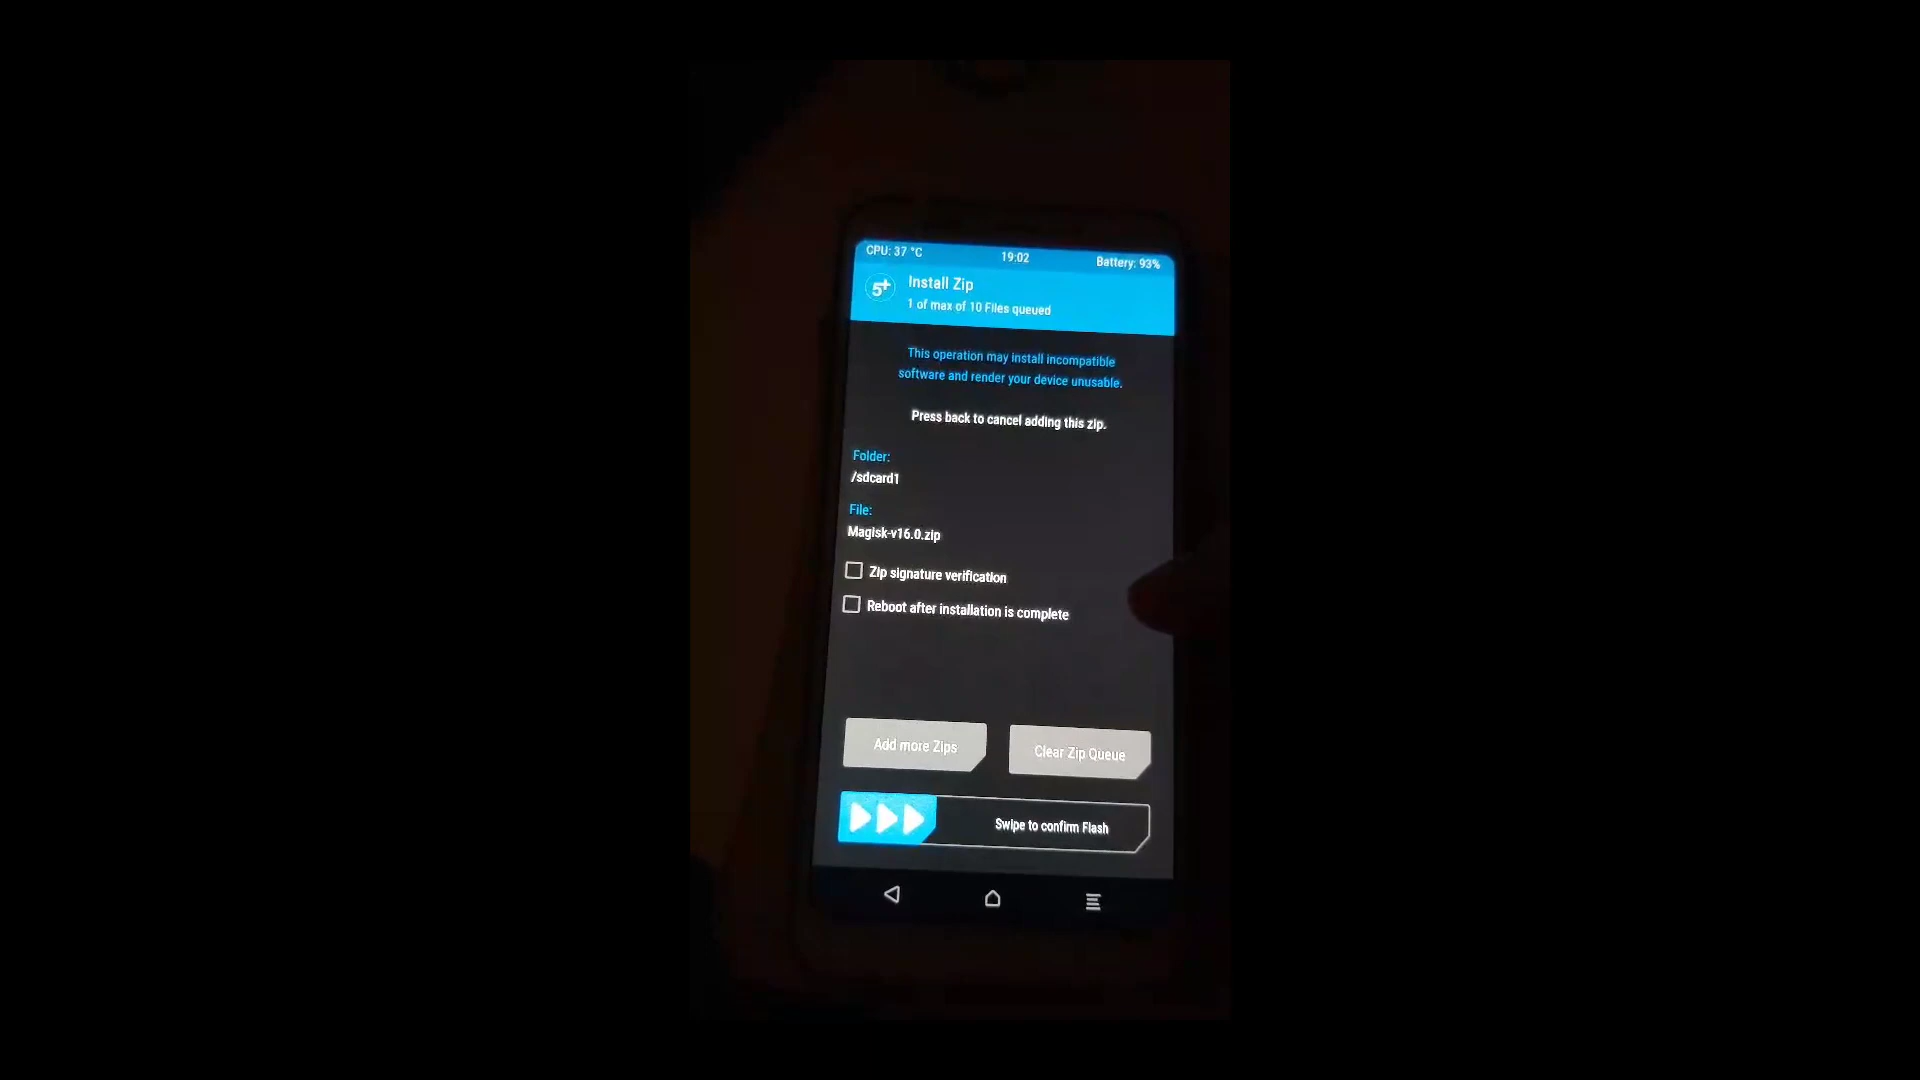 CPU: 37 °C 19:02 Battery: 93%
5+
Install Zip
1 of max of 10 Files queued
This operation may install incompatible
software and render your device unusable.
Press back to cancel adding this zip.
Folder:
/sdcard1
File:
Magisk-v16.0.zip
Zip signature verification
Reboot after installation is complete
Add more Zips Clear Zip Queue
Swipe to confirm Flash